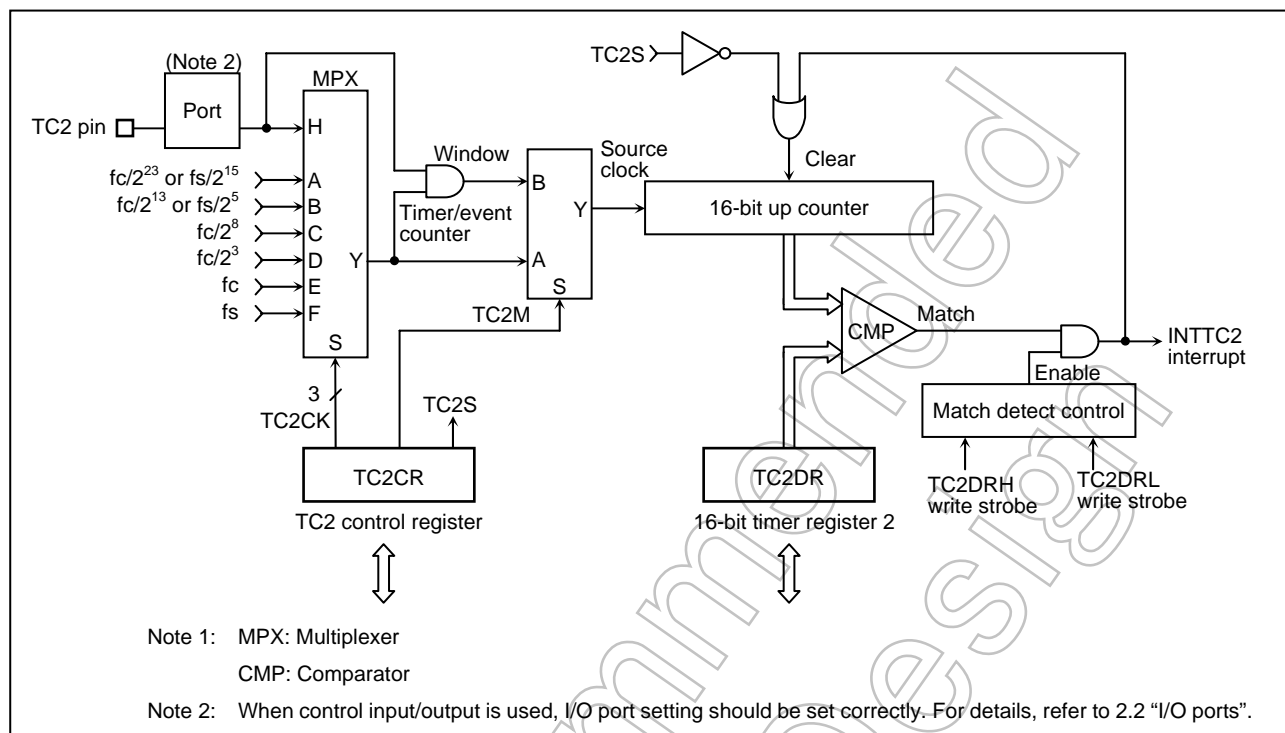 (Note 2)
Port
TC2 pin
MPX
H
fc/2^23 or fs/2^15
A
fc/2^13 or fs/2^5
B
fc/2^8
C
fc/2^3
D
Y
fc
E
fs
F
S
3
TC2CK
Window
Timer/event
counter
B
Y
A
S
TC2M
TC2S
Source
clock
TC2S
Clear
16-bit up counter
CMP
Match
INTTC2
interrupt
Enable
Match detect control
TC2DRH
write strobe
TC2DRL
write strobe
TC2CR
TC2 control register
TC2DR
16-bit timer register 2
Note 1: MPX: Multiplexer
CMP: Comparator
Note 2: When control input/output is used, I/O port setting should be set correctly. For details, refer to 2.2 “I/O ports”.
mmended
esign